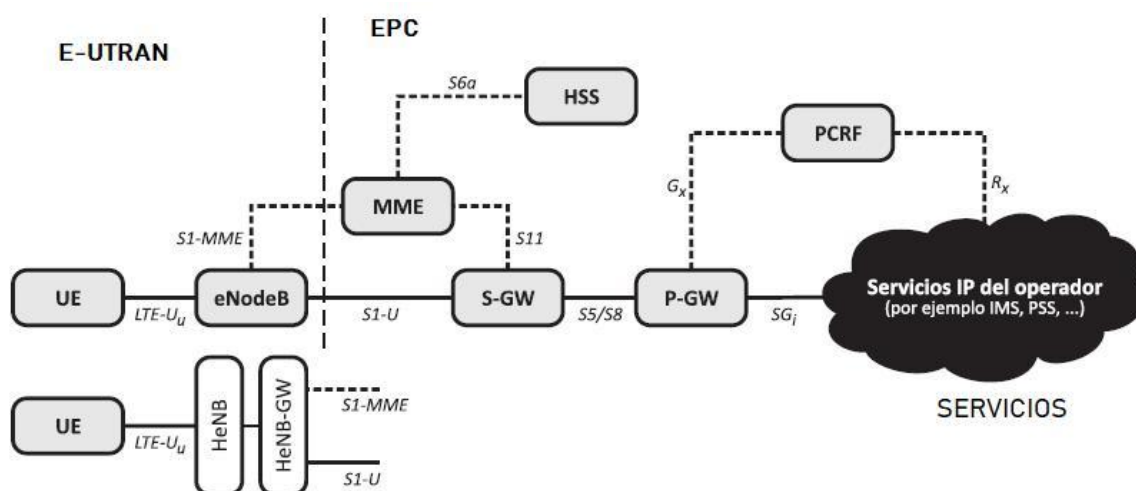 E-UTRAN
EPC
S6a
HSS
PCRF
MME
Gx
Rx
S1-MME
S11
UE
LTE-Uu
eNodeB
S1-U
S-GW
S5/S8
P-GW
SGi
Servicios IP del operador
(por ejemplo IMS, PSS, ...)
SERVICIOS
UE
LTE-Uu
HeNB
HeNB-GW
S1-MME
S1-U